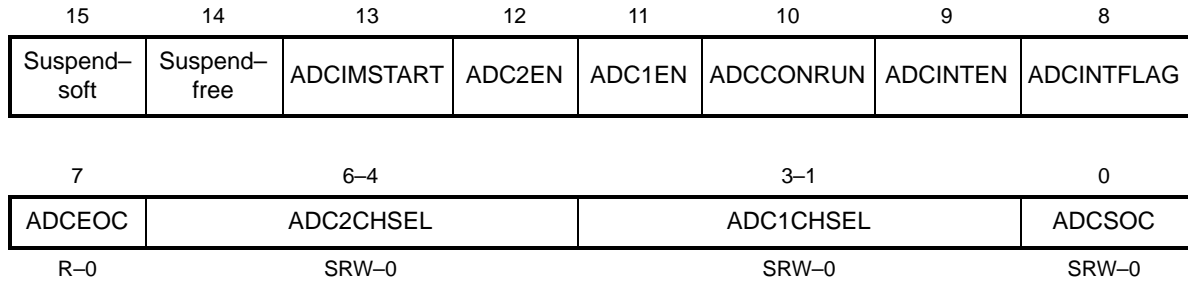 15 14 13 12 11 10 9 8
Suspend– Suspend– ADCIMSTART ADC2EN ADC1EN ADCCONRUN ADCINTEN ADCINTFLAG
soft free
7 6–4 3–1 0
ADCEOC ADC2CHSEL ADC1CHSEL ADCSOC
R–0 SRW–0 SRW–0 SRW–0